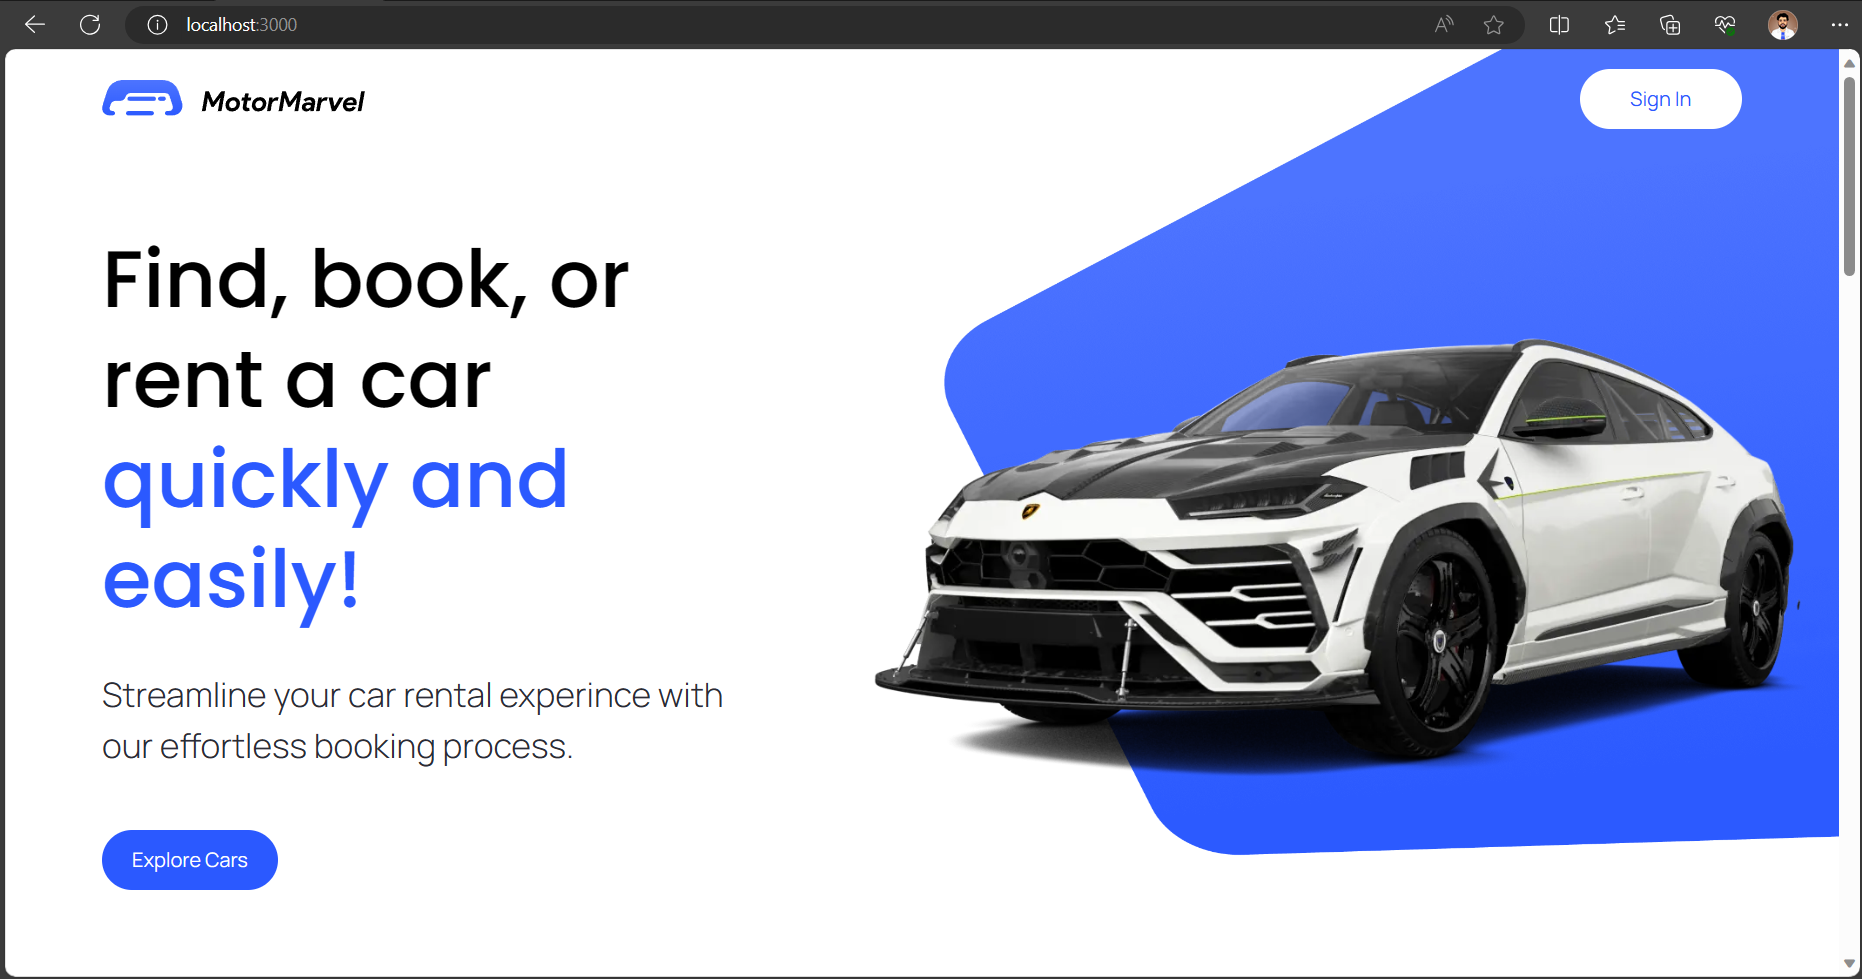 localhost:3000
MotorMarvel
Sign In
Find, book, or
rent a car
quickly and
easily!
Streamline your car rental experince with
our effortless booking process.
Explore Cars